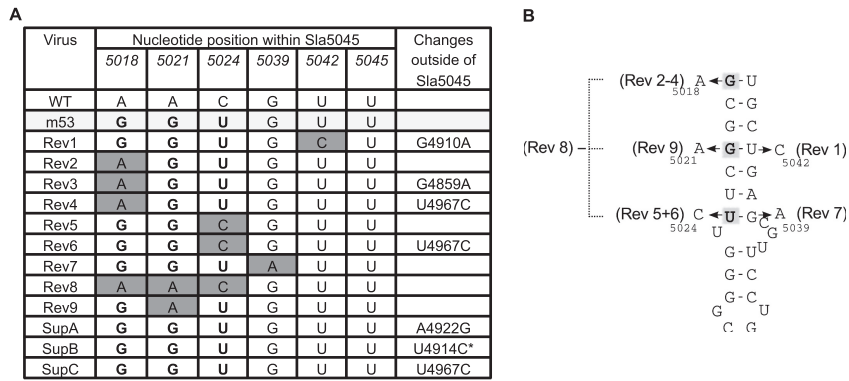 A
Virus Nucleotide position within Sla5045 Changes outside of Sla5045
5018 5021 5024 5039 5042 5045
WT A A C G U U
m53 G G U G U U
Rev1 G G U G C U G4910A
Rev2 A G U G U U
Rev3 A G U G U U G4859A
Rev4 A G U G U U U4967C
Rev5 G G C G U U
Rev6 G G C G U U U4967C
Rev7 G G U A U U
Rev8 A A C G U U
Rev9 G A U G U U
SupA G G U G U U A4922G
SupB G G U G U U U4914C*
SupC G G U G U U U4967C
B
(Rev 2-4) A G-U
5018
C-G
G-C
(Rev 8) (Rev 9) A G-U C (Rev 1)
5021 5042
C-G
U-A
(Rev 5+6) C U-G A (Rev 7)
5024 5039
U C
G
G-U U
G-C
G-C
G U
C G